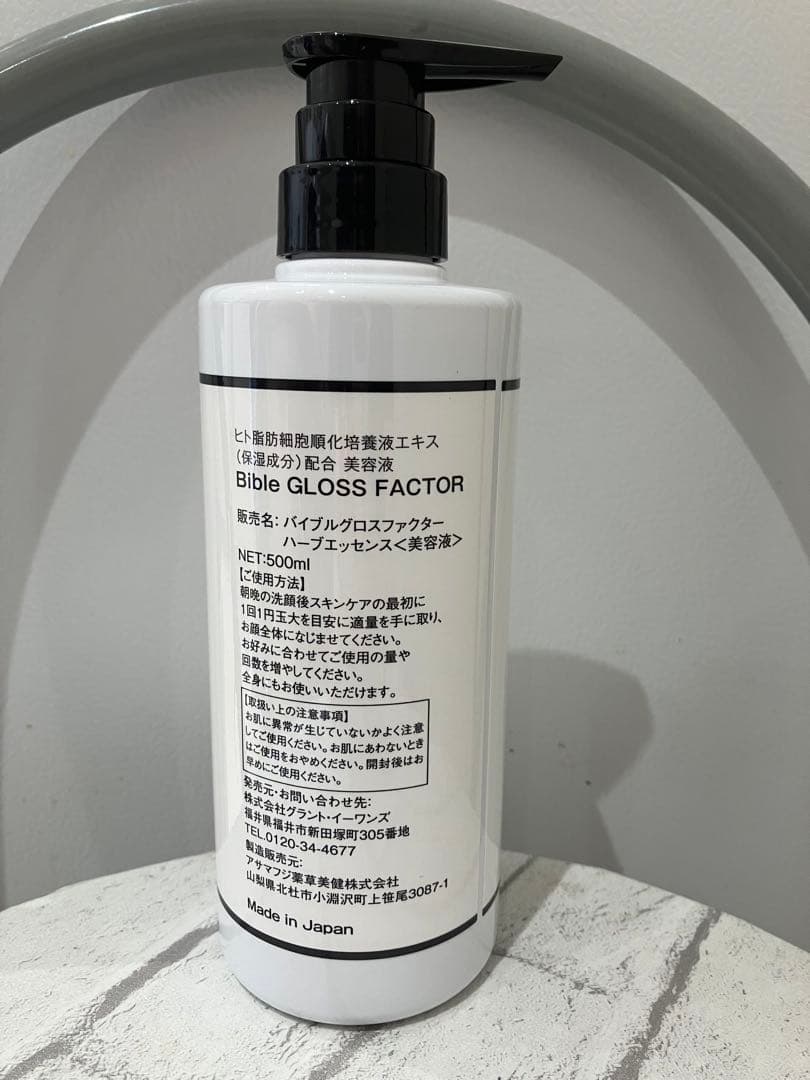 ヒト脂肪細胞順化培養液エキス
(保湿成分)配合 美容液
Bible GLOSS FACTOR
販売名：バイブルグロスファクター
ハーブエッセンス<美容液>
NET:500ml
【ご使用方法】
朝晩の洗顔後スキンケアの最初に
1回1円玉大を目安に適量を手に取り、
お顔全体になじませてください。
お好みに合わせてご使用の量や
回数を増やしてください。
全身にもお使いいただけます。
【取扱い上の注意事項】
お肌に異常が生じていないかよく注意
してご使用ください。お肌にあわないとき
はご使用をおやめください。開封後はお
早めにご使用ください。
発売元・お問い合わせ先：
株式会社グラント・イーワンズ
福井県福井市新田塚町305番地
TEL.0120-34-4677
製造販売元：
アサマフジ薬草美健株式会社
山梨県北杜市小淵沢町上笹尾3087-1
Made in Japan